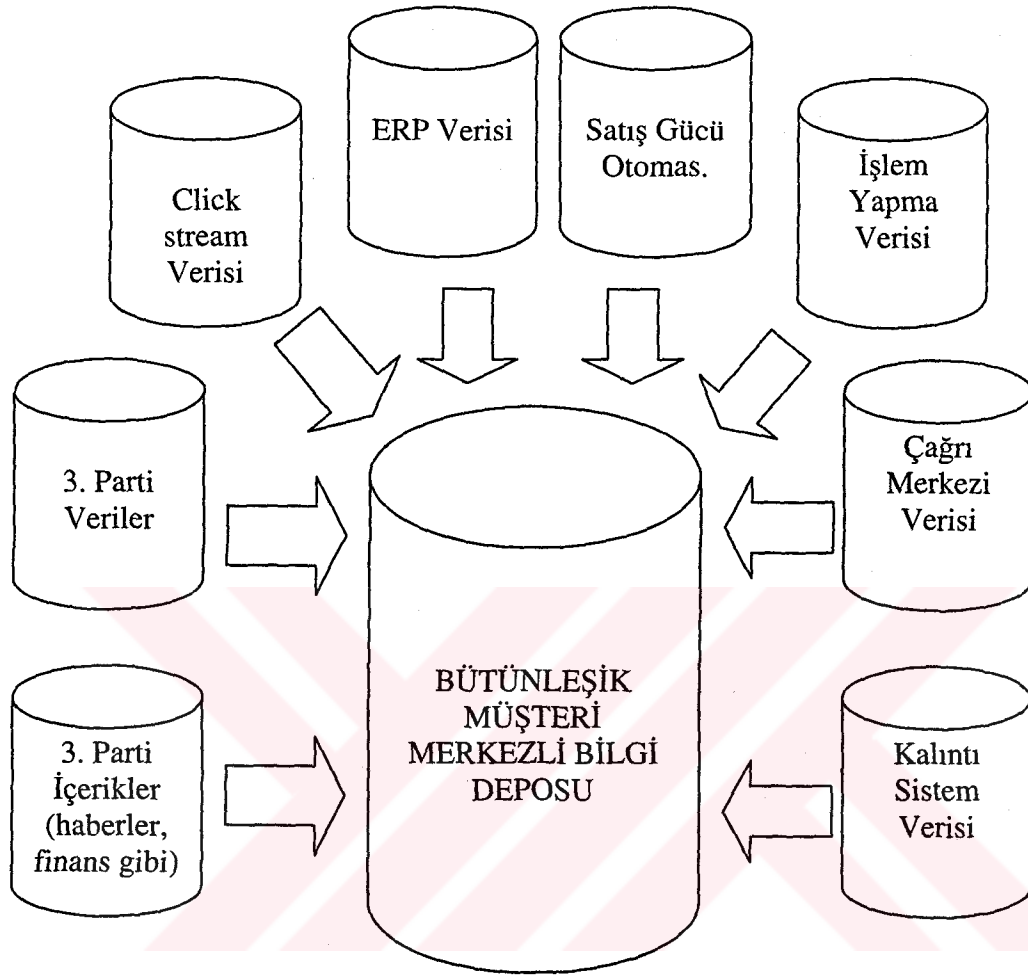 ERP Verisi
Satış Gücü
Otomas.
Click
stream
Verisi
İşlem
Yapma
Verisi
3. Parti
Veriler
Çağrı
Merkezi
Verisi
BÜTÜNLEŞİK
MÜŞTERİ
MERKEZLİ BİLGİ
DEPOSU
3. Parti
İçerikler
(haberler,
finans gibi)
Kalıntı
Sistem
Verisi